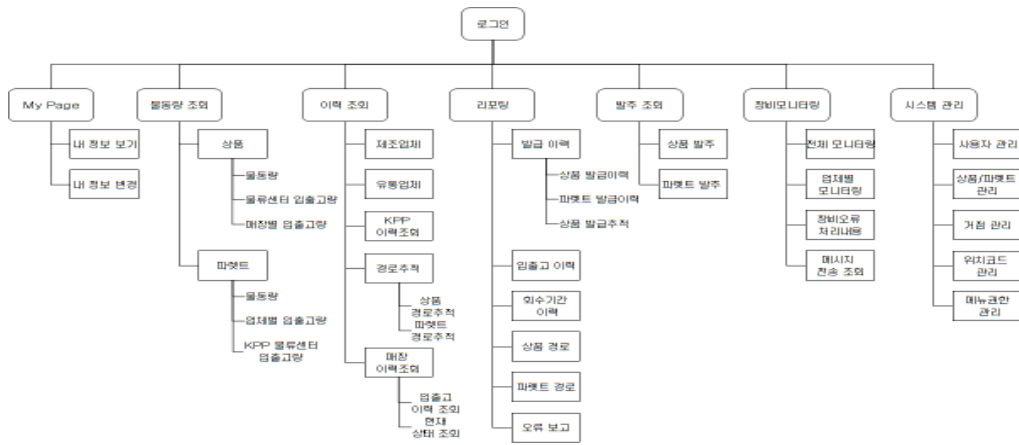 로그인
My Page
물동량 조회
이력 조회
리포팅
발주 조회
장비모니터링
시스템 관리
내 정보 보기
내 정보 변경
상품
물동량
물류센터 입출고량
매장별 입출고량
파렛트
물동량
업체별 입출고량
KPP 물류센터
입출고량
제조업체
유통업체
KPP
이력조회
경로추적
상품
경로추적
파렛트
경로추적
매장
이력조회
입출고
이력 조회
현재
상태 조회
발급 이력
상품 발급이력
파렛트 발급이력
상품 발급추적
입출고 이력
회수기간
이력
상품 경로
파렛트 경로
오류 보고
상품 발주
파렛트 발주
전체 모니터링
업체별
모니터링
장비오류
처리내용
메시지
전송 조회
사용자 관리
상품/파렛트
관리
거점 관리
위치코드
관리
메뉴권한
관리